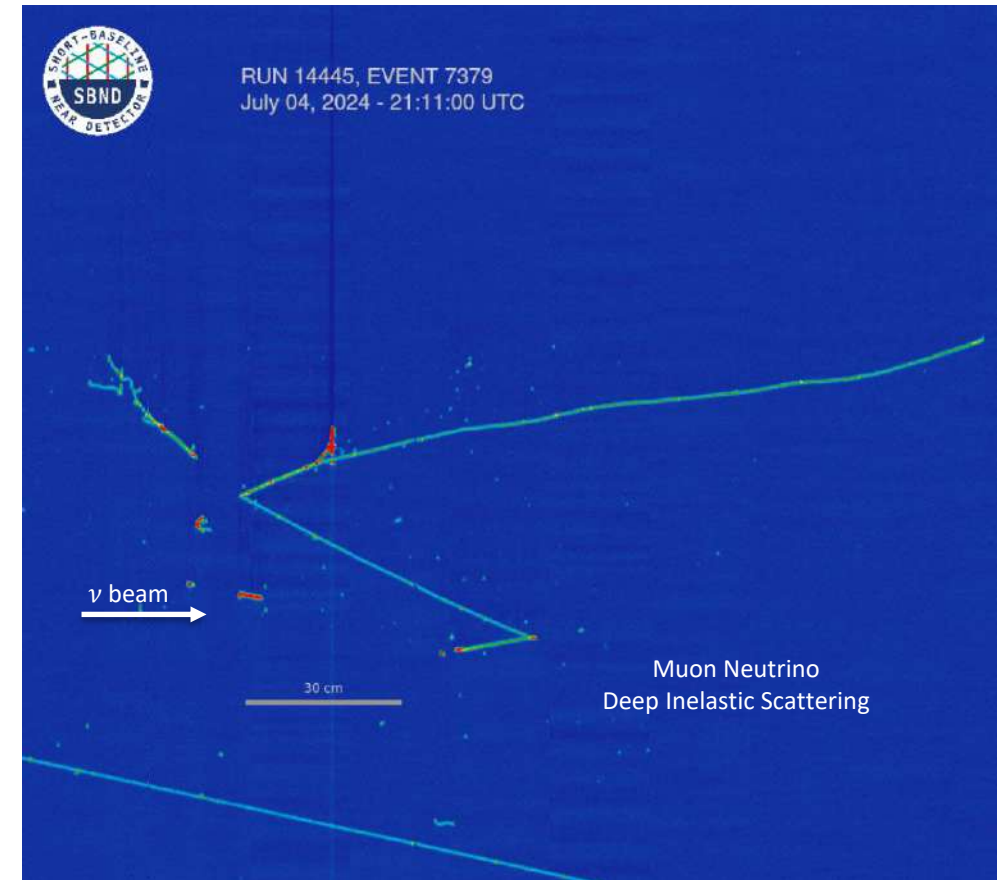 SHORT-BASELINE
SBND
NEAR DETECTOR
RUN 14445, EVENT 7379
July 04, 2024 - 21:11:00 UTC
ν beam
30 cm
Muon Neutrino
Deep Inelastic Scattering